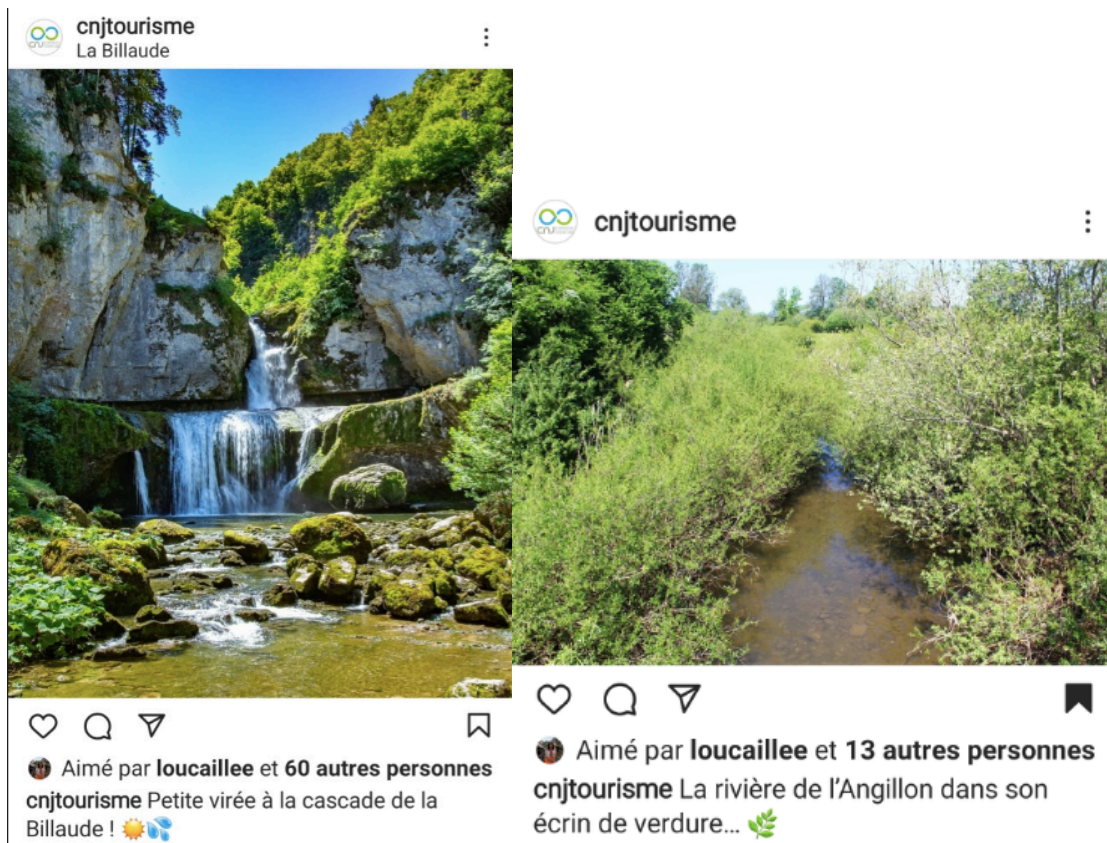 cnjtourisme
La Billaude
Aimé par loucaillee et 60 autres personnes
cnjtourisme Petite virée à la cascade de la
Billaude ! ☀️💦
cnjtourisme
Aimé par loucaillee et 13 autres personnes
cnjtourisme La rivière de l’Angillon dans son
écrin de verdure... 🌿